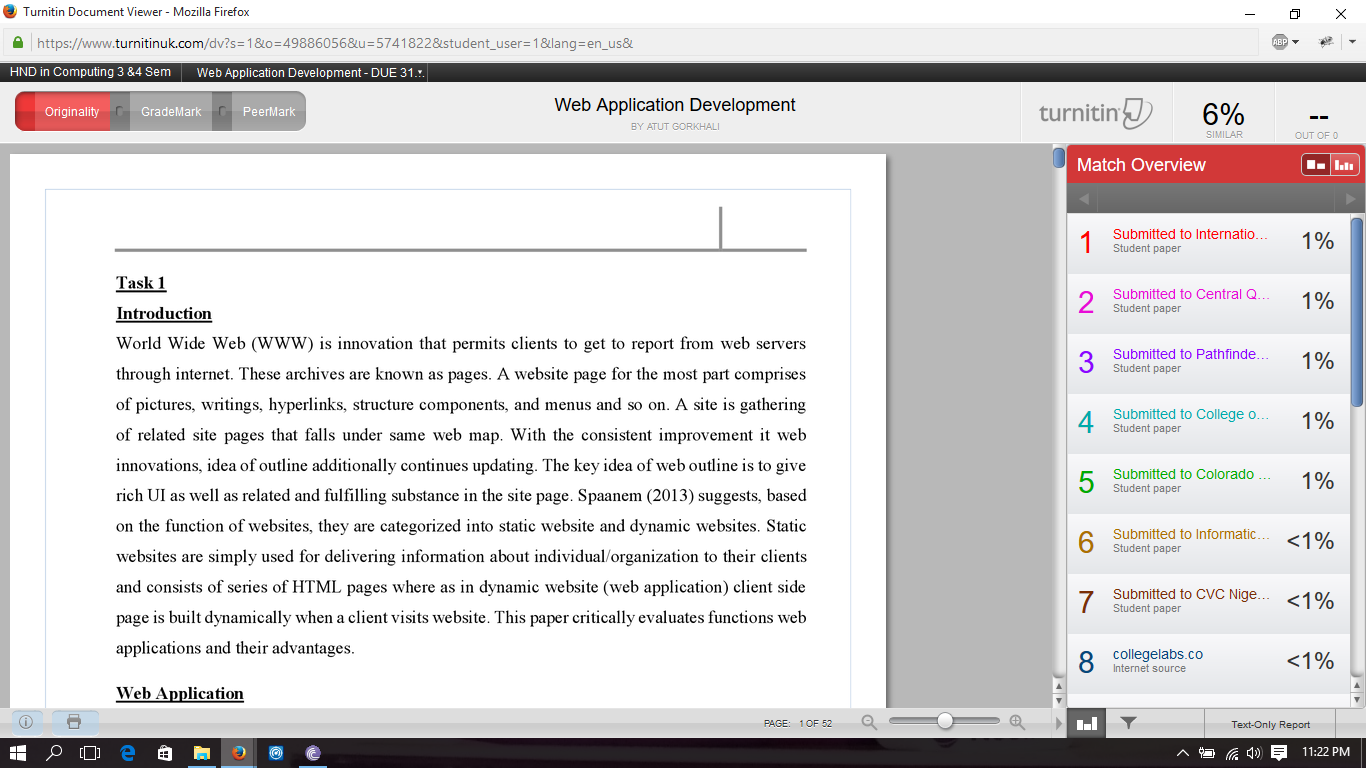 Turnitin Document Viewer - Mozilla Firefox
https://www.turnitinuk.com/dv?s=1&o=49886056&u=5741822&student_user=1&lang=en_us&
ABP
HND in Computing 3 &4 Sem
Web Application Development - DUE 31...
Originality
GradeMark
PeerMark
Web Application Development
BY ATUT GORKHALI
turnitin
6%
SIMILAR
--
OUT OF 0
Task 1
Introduction
World Wide Web (WWW) is innovation that permits clients to get to report from web servers
through internet. These archives are known as pages. A website page for the most part comprises
of pictures, writings, hyperlinks, structure components, and menus and so on. A site is gathering
of related site pages that falls under same web map. With the consistent improvement it web
innovations, idea of outline additionally continues updating. The key idea of web outline is to give
rich UI as well as related and fulfilling substance in the site page. Spaanem (2013) suggests, based
on the function of websites, they are categorized into static website and dynamic websites. Static
websites are simply used for delivering information about individual/organization to their clients
and consists of series of HTML pages where as in dynamic website (web application) client side
page is built dynamically when a client visits website. This paper critically evaluates functions web
applications and their advantages.
Web Application
Match Overview
1 Submitted to Internatio... 1%
Student paper
2 Submitted to Central Q... 1%
Student paper
3 Submitted to Pathfinde... 1%
Student paper
4 Submitted to College o... 1%
Student paper
5 Submitted to Colorado ... 1%
Student paper
6 Submitted to Informatic... <1%
Student paper
7 Submitted to CVC Nige... <1%
Student paper
8 collegelabs.co <1%
Internet source
PAGE: 1 OF 52
Text-Only Report
11:22 PM